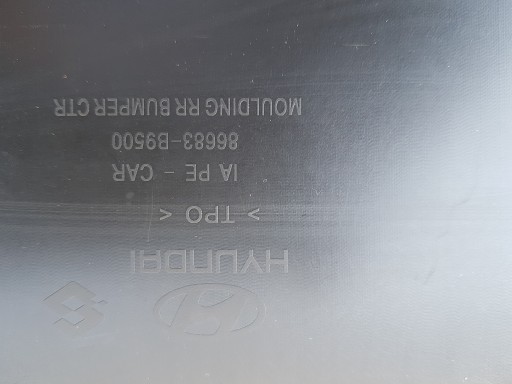 HYUNDAI
> TPO <
IA PE - CAR
86683-B9500
MOULDING RR BUMPER CTR